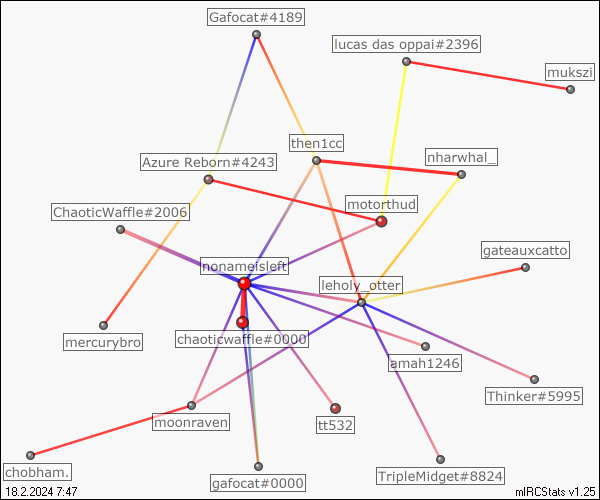 Gafocat#4189
lucas das oppai#2396
mukszi
then1cc
nharwhal_
Azure Reborn#4243
motorthud
ChaoticWaffle#2006
gateauxcatto
nonameisleft
leholy_otter
chaoticwaffle#0000
mercurybro
amah1246
Thinker#5995
moonraven
tt532
chobham.
gafocat#0000
TripleMidget#8824
18.2.2024 7:47
mIRCStats v1.25